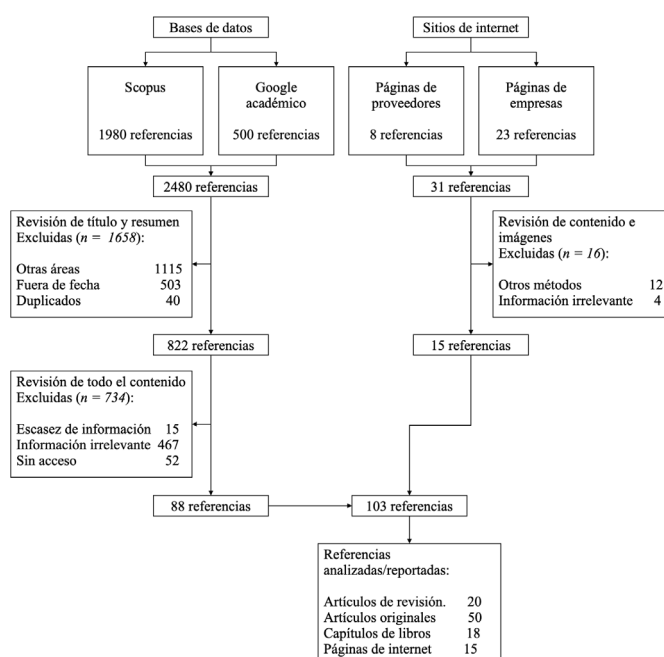 Bases de datos
Sitios de internet
Scopus
1980 referencias
Google
académico
500 referencias
Páginas de
proveedores
8 referencias
Páginas de
empresas
23 referencias
2480 referencias
31 referencias
Revisión de título y resumen
Excluidas (n = 1658):
Otras áreas 1115
Fuera de fecha 503
Duplicados 40
Revisión de contenido e
imágenes
Excluidas (n = 16):
Otros métodos 12
Información irrelevante 4
822 referencias
15 referencias
Revisión de todo el contenido
Excluidas (n = 734):
Escasez de información 15
Información irrelevante 467
Sin acceso 52
88 referencias
103 referencias
Referencias
analizadas/reportadas:
Artículos de revisión. 20
Artículos originales 50
Capítulos de libros 18
Páginas de internet 15